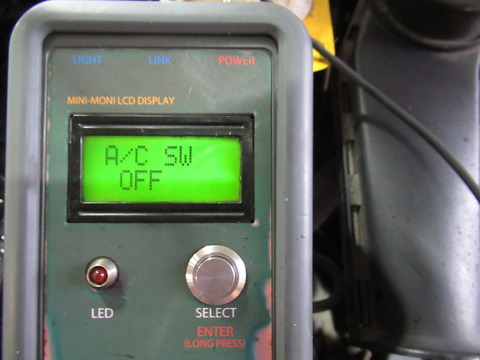 LIGHT LINK POWER
MINI-MONI LCD DISPLAY
A/C SW
OFF
LED SELECT
ENTER
(LONG PRESS)